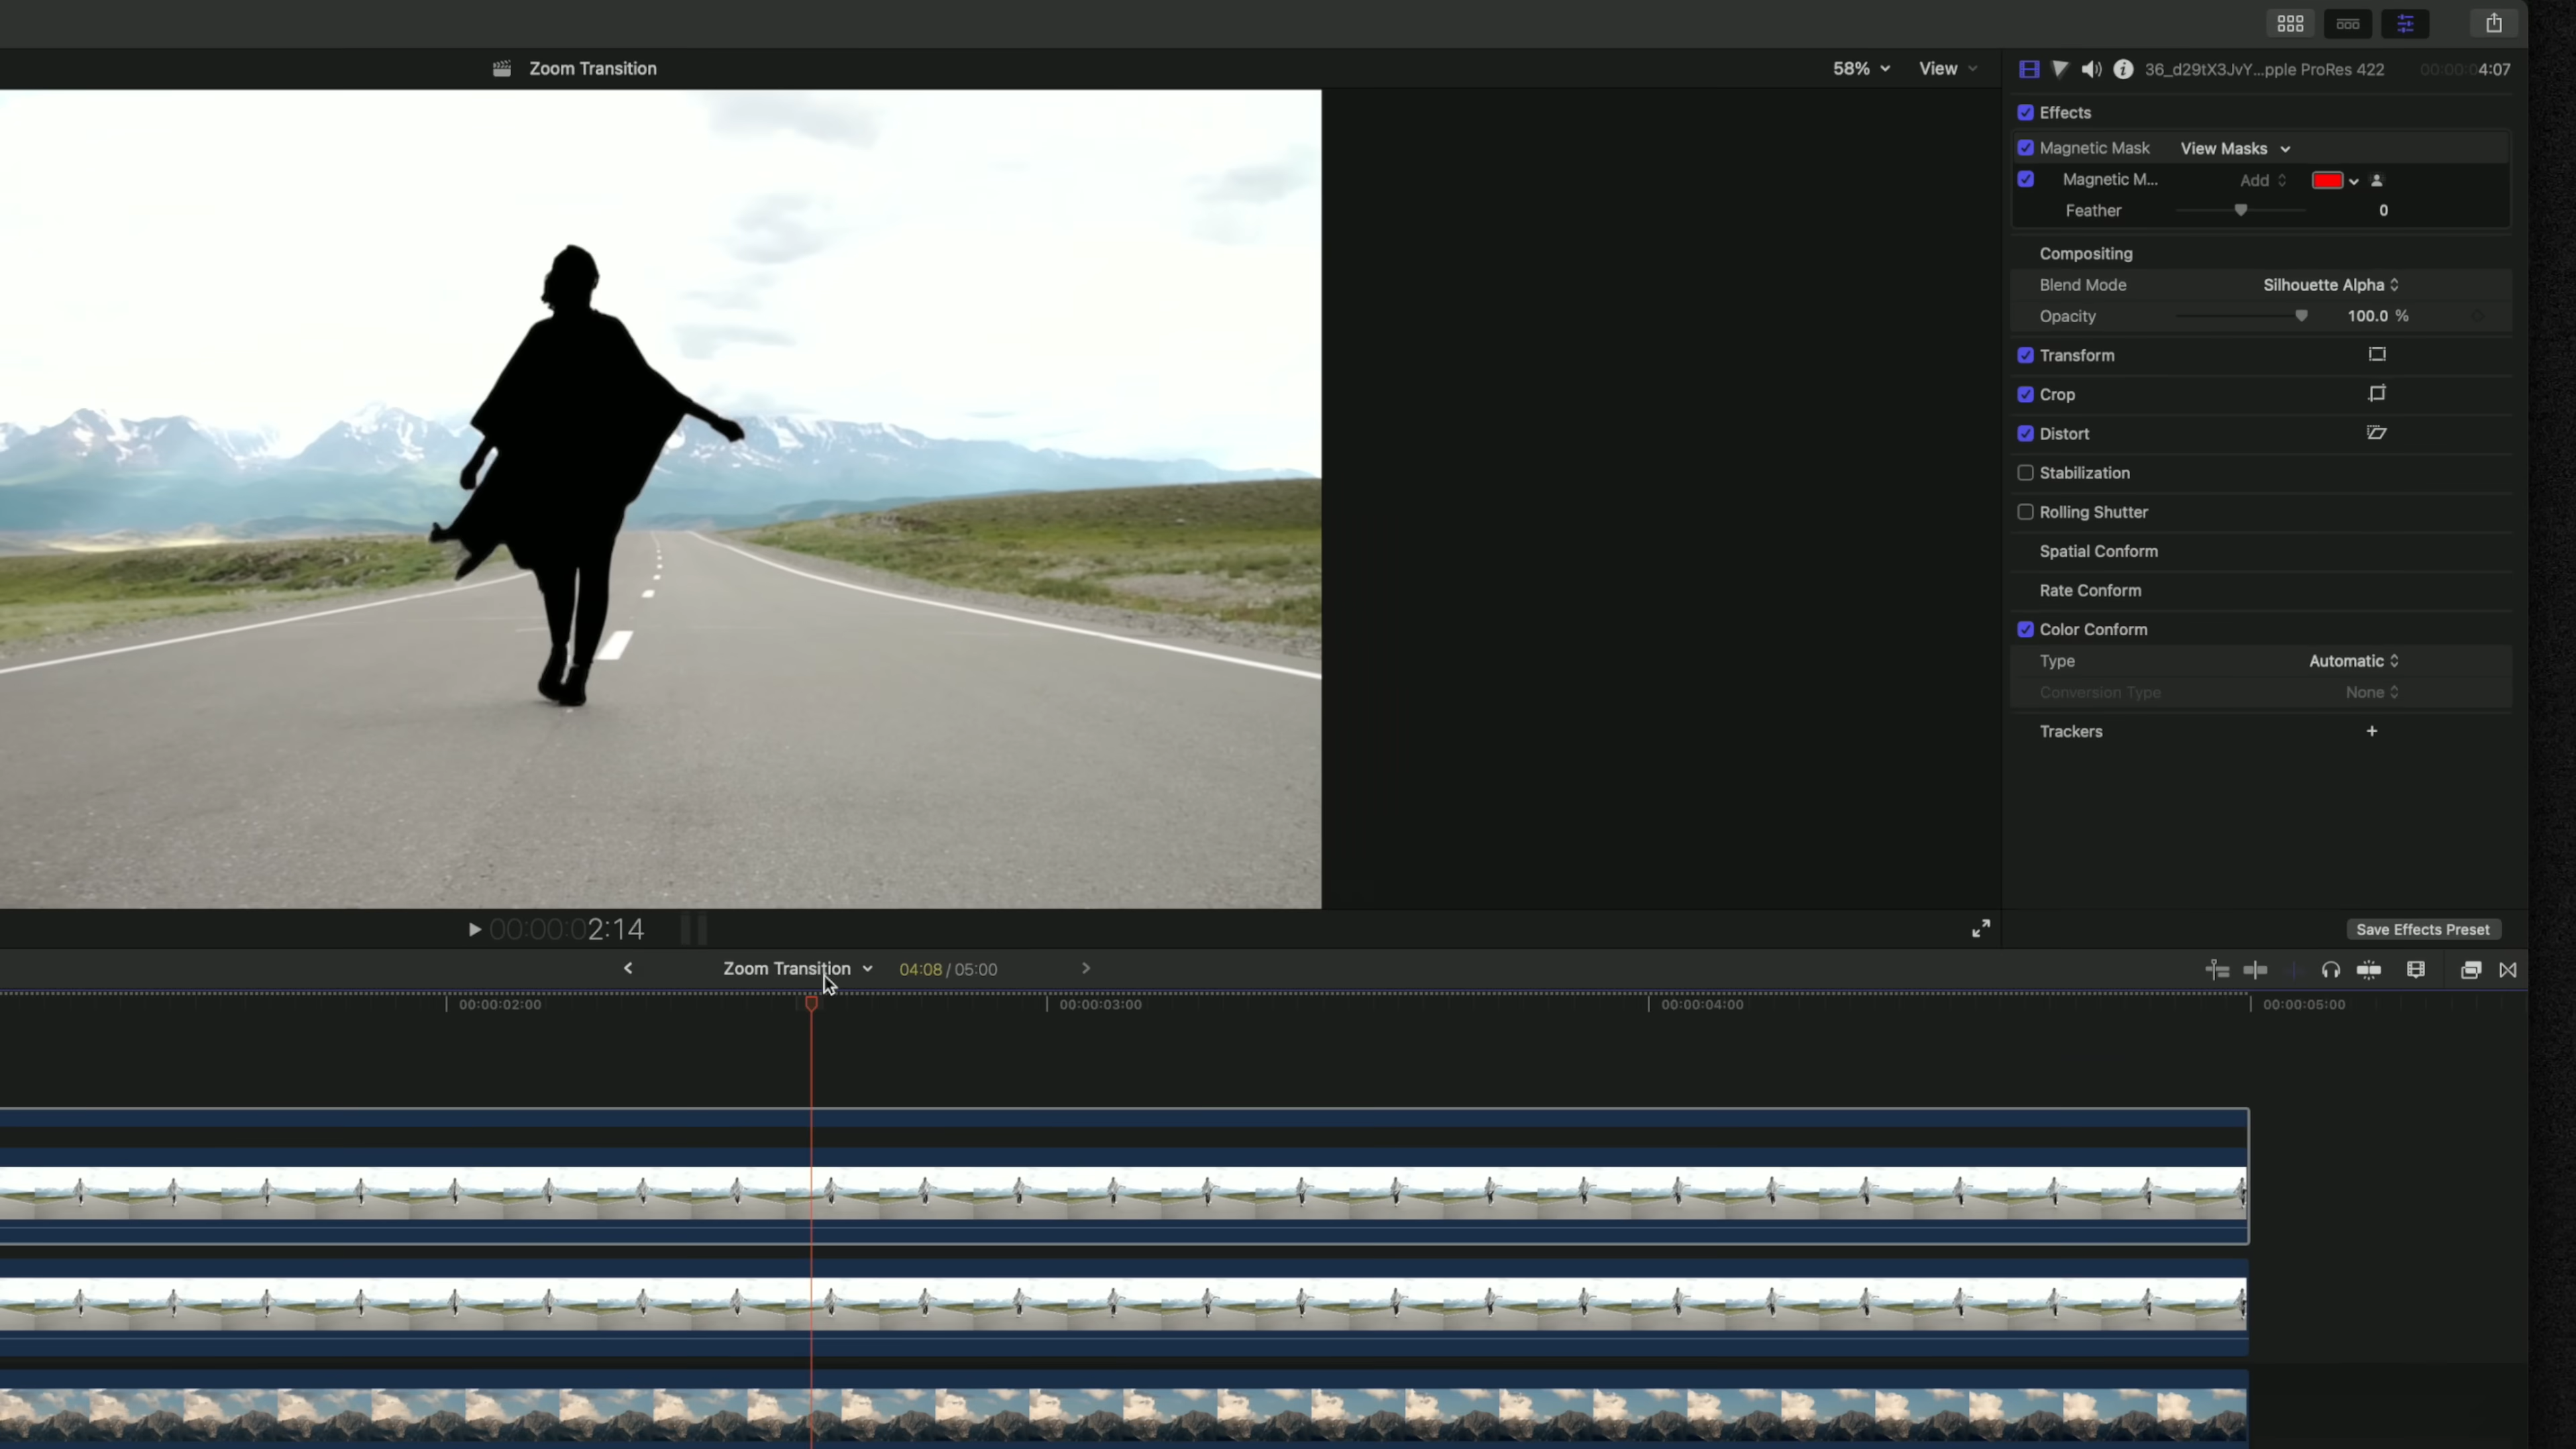 Zoom Transition
58%
View
36_d29tX3JvY...pple ProRes 422
00:00:04:07
Effects
Magnetic Mask View Masks
Magnetic M... Add
Feather 0
Compositing
Blend Mode Silhouette Alpha
Opacity 100.0 %
Transform
Crop
Distort
Stabilization
Rolling Shutter
Spatial Conform
Rate Conform
Color Conform
Type Automatic
Conversion Type None
Trackers +
00:00:02:14
Save Effects Preset
Zoom Transition 04:08 / 05:00
00:00:02:00 00:00:03:00 00:00:04:00 00:00:05:00